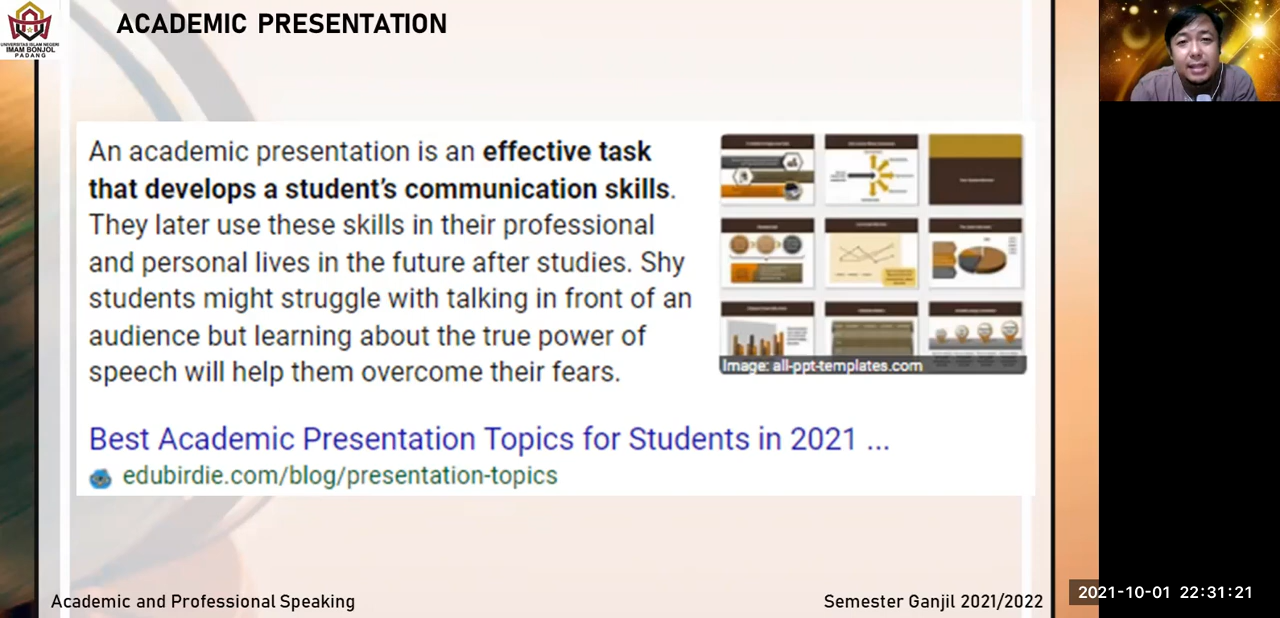 ACADEMIC PRESENTATION
UNIVERSITAS ISLAM NEGERI
IMAM BONJOL
PADANG
An academic presentation is an effective task
that develops a student's communication skills.
They later use these skills in their professional
and personal lives in the future after studies. Shy
students might struggle with talking in front of an
audience but learning about the true power of
speech will help them overcome their fears.
Image: all-ppt-templates.com
Best Academic Presentation Topics for Students in 2021 ...
edubirdie.com/blog/presentation-topics
Academic and Professional Speaking
Semester Ganjil 2021/2022
2021-10-01 22:31:21